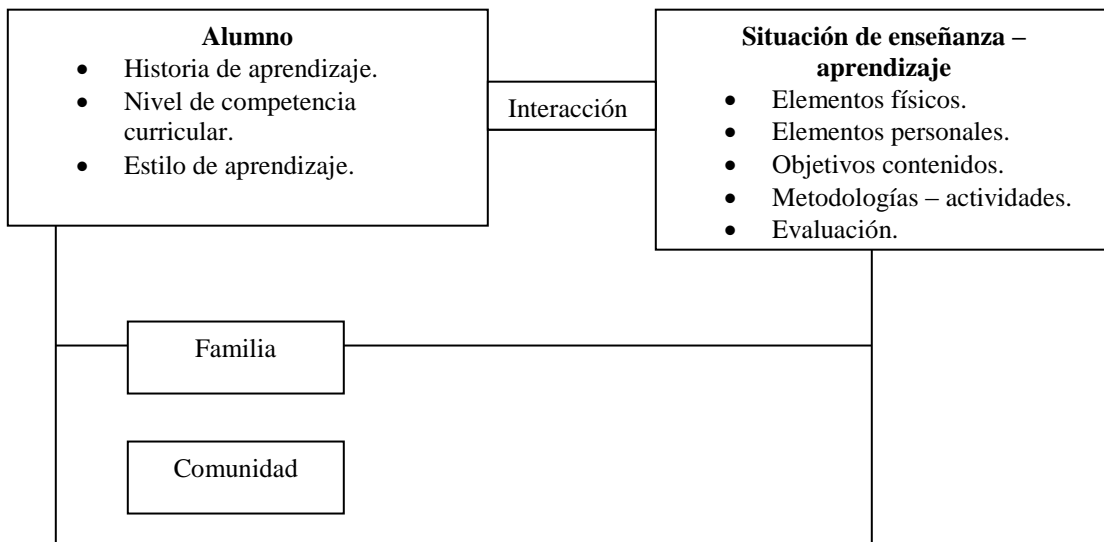 Alumno
• Historia de aprendizaje.
• Nivel de competencia
curricular.
• Estilo de aprendizaje.
Interacción
Situación de enseñanza –
aprendizaje
• Elementos físicos.
• Elementos personales.
• Objetivos contenidos.
• Metodologías – actividades.
• Evaluación.
Familia
Comunidad